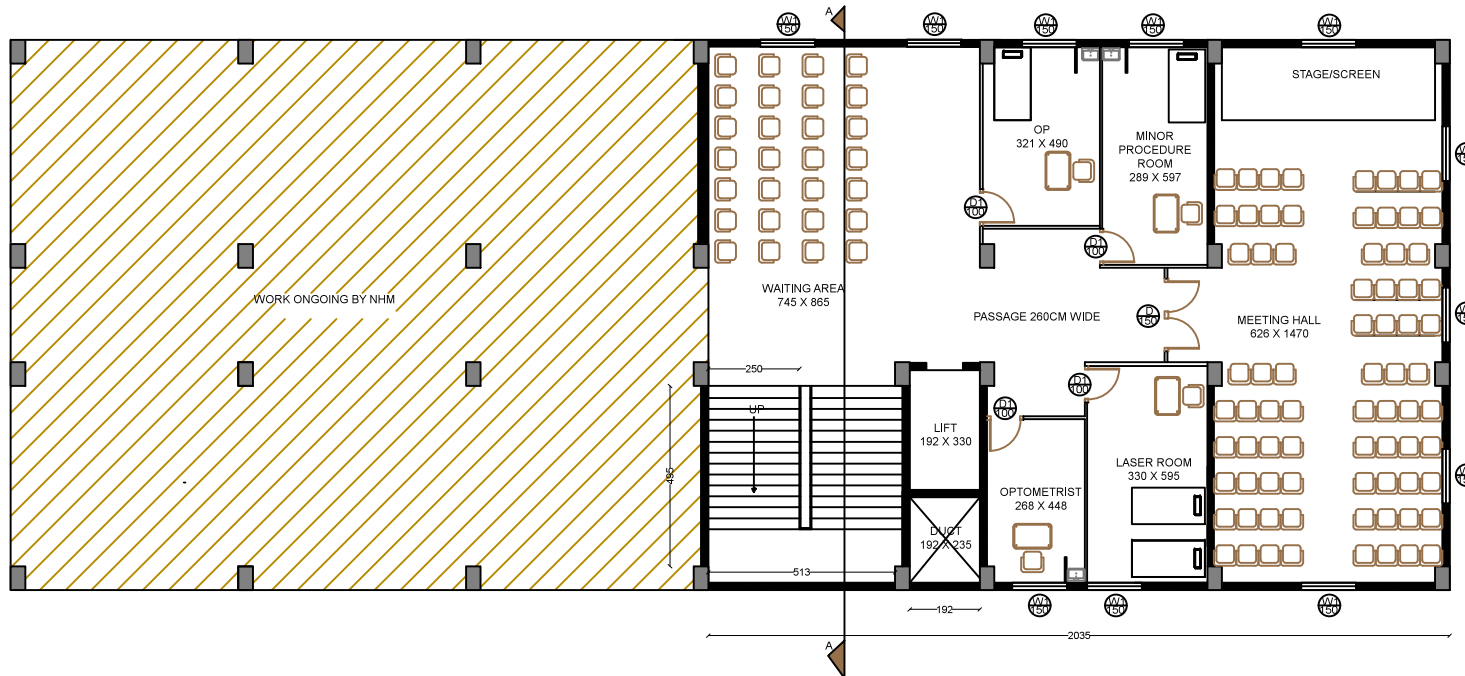 A
W1
150
W1
150
W1
150
W1
150
W1
150
STAGE/SCREEN
OP
321 X 490
MINOR
PROCEDURE
ROOM
289 X 597
D1
100
D1
100
WORK ONGOING BY NHM
WAITING AREA
745 X 865
PASSAGE 260CM WIDE
D
150
MEETING HALL
626 X 1470
250
UP
495
D1
100
D1
100
LIFT
192 X 330
LASER ROOM
330 X 595
OPTOMETRIST
268 X 448
DUCT
192 X 235
513
192
W1
150
W1
150
W1
150
2035
A